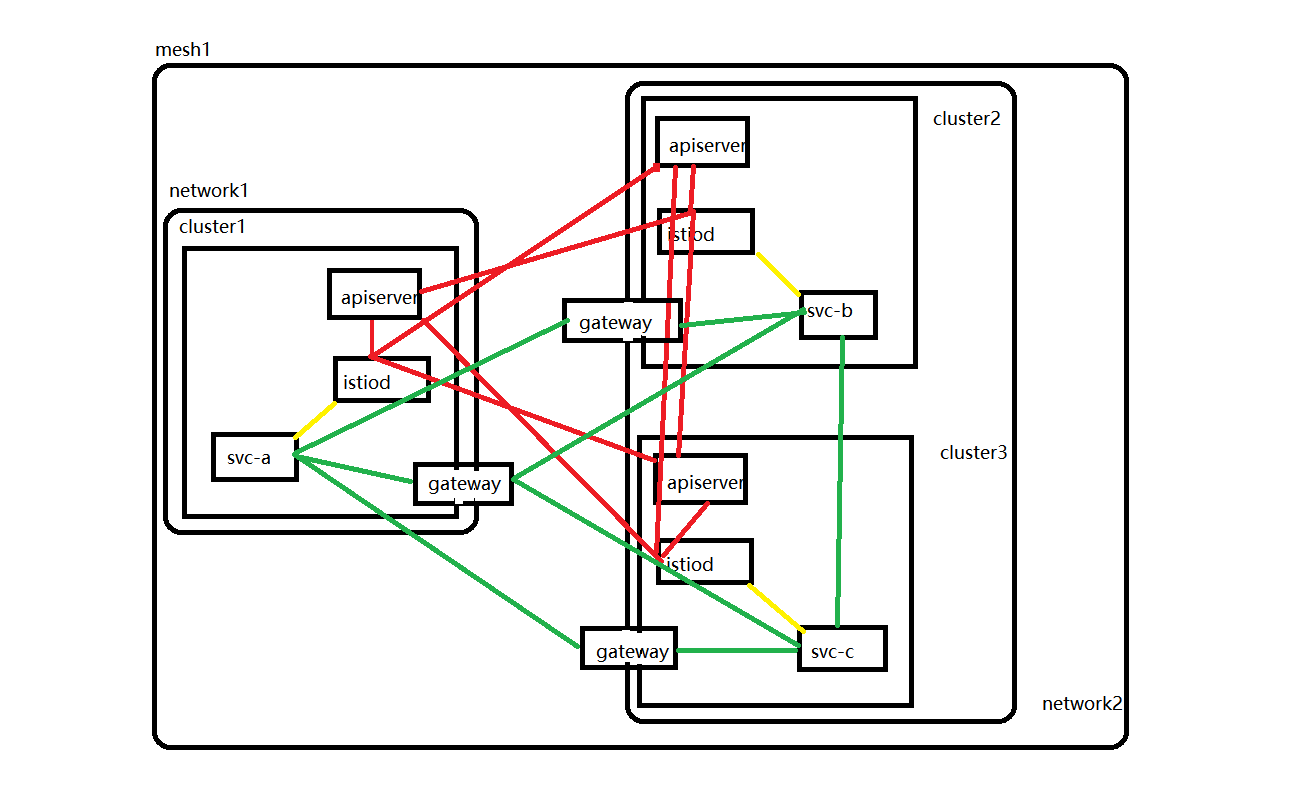 mesh1
network1
cluster1
apiserver
istiod
svc-a
gateway
cluster2
apiserver
istiod
svc-b
gateway
cluster3
apiserver
istiod
svc-c
gateway
network2